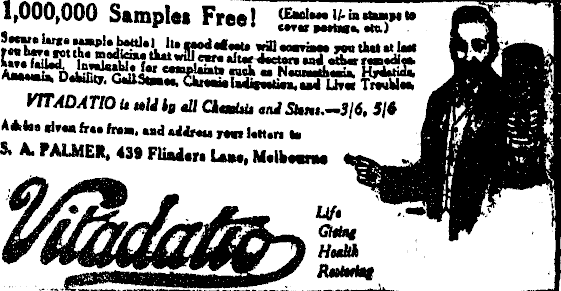 1,000,000 Samples Free!
(Enclose 1/- in stamps to
cover postage, etc.)
Secure large sample bottle! Its good effects will convince you that at last
you have got the medicine that will cure after doctors and other remedies
have failed. Invaluable for complaints such as Neurasthenia, Hydatids,
Anaemia, Debility, Gall Stones, Chronic Indigestion, and Liver Troubles.
VITADATIO is sold by all Chemists and Stores.—3/6, 5/6
Advice given free from, and address your letters to
S. A. PALMER, 439 Flinders Lane, Melbourne
Vitadatio
Life
Giving
Health
Restoring